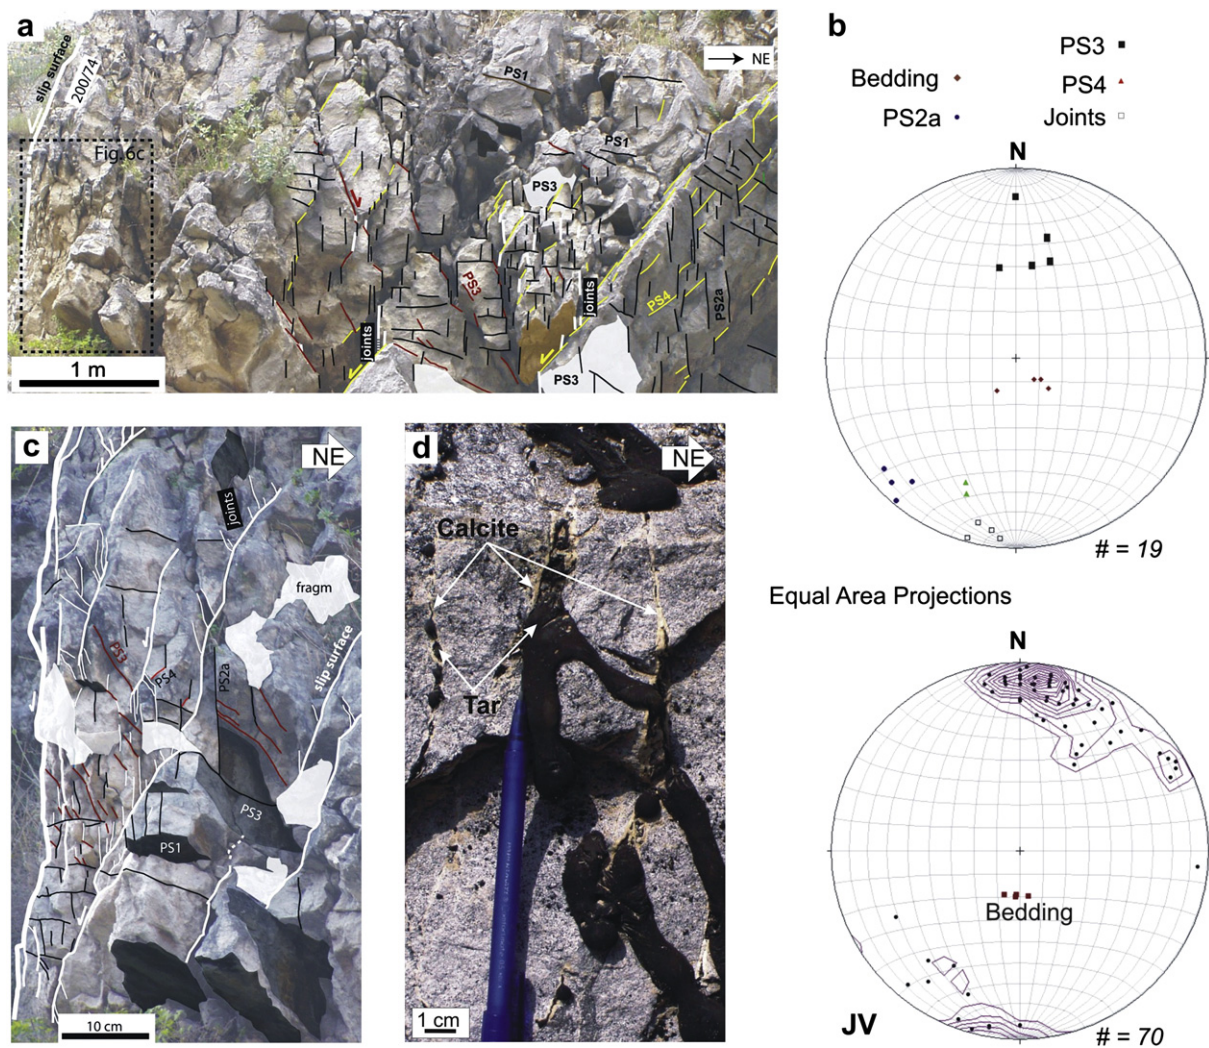 a
slip surface
200/74
NE
PS1
PS1
Fig.6c
PS3
PS3
joints
PS4
PS2a
joints
PS3
1 m
b
PS3
Bedding
PS4
PS2a
Joints
N
# = 19
Equal Area Projections
N
Bedding
JV
# = 70
c
NE
joints
fragm
slip surface
PS3
PS4
PS2a
PS3
PS1
10 cm
d
NE
Calcite
Tar
1 cm